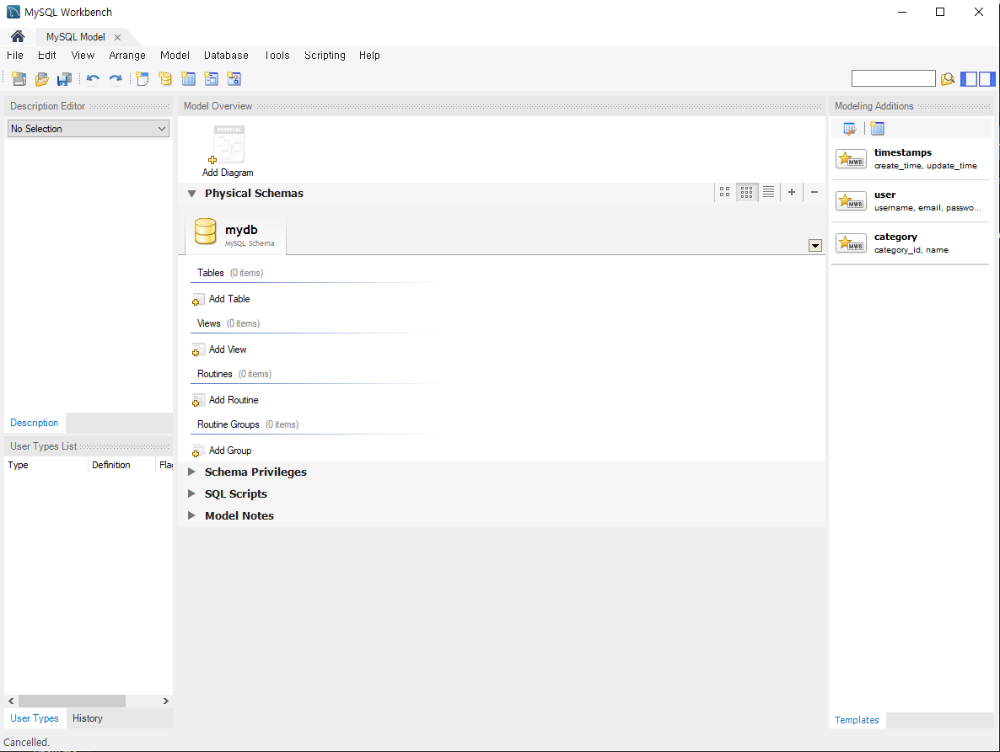 MySQL Workbench
MySQL Model
File Edit View Arrange Model Database Tools Scripting Help
Description Editor
No Selection
Description
User Types List
Type Definition Flag
User Types History
Model Overview
PHYSICAL
Add Diagram
Physical Schemas
mydb
MySQL Schema
Tables (0 items)
Add Table
Views (0 items)
Add View
Routines (0 items)
Add Routine
Routine Groups (0 items)
Add Group
Schema Privileges
SQL Scripts
Model Notes
Modeling Additions
MWB
timestamps
create_time, update_time
MWB
user
username, email, passwo...
MWB
category
category_id, name
Templates
Cancelled.